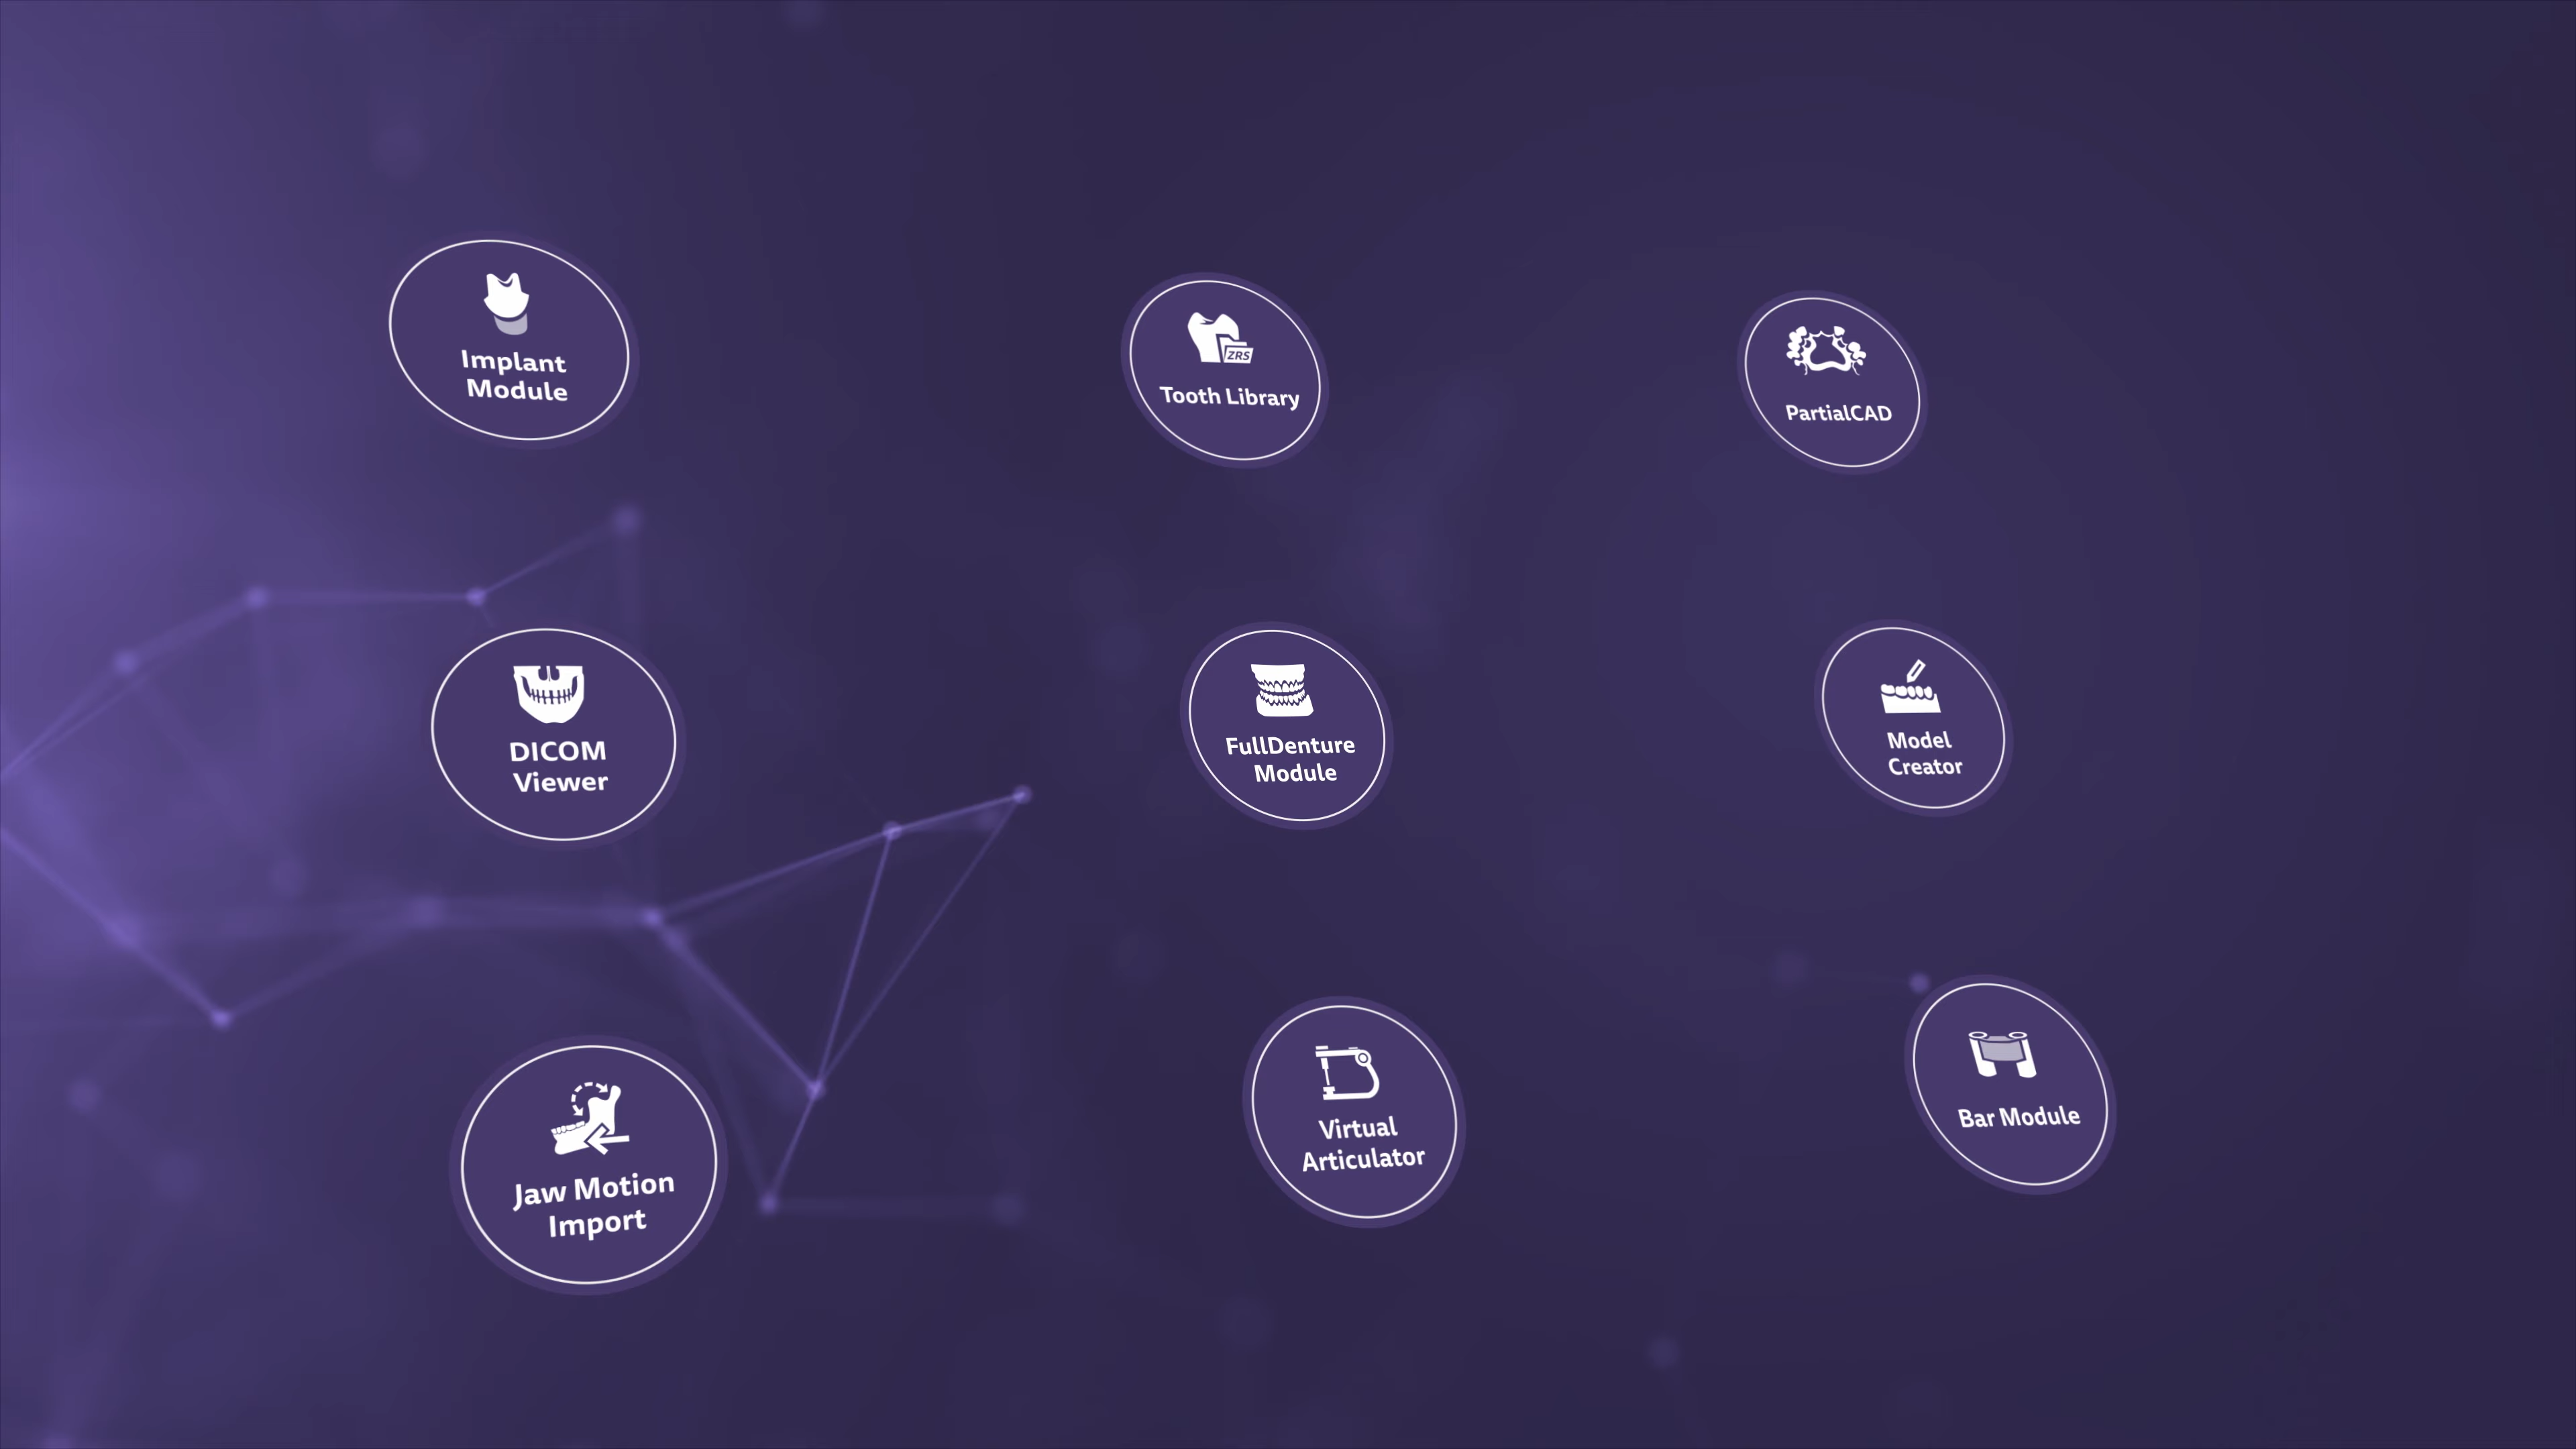 Implant
Module
ZRS
Tooth Library
PartialCAD
DICOM
Viewer
FullDenture
Module
Model
Creator
Jaw Motion
Import
Virtual
Articulator
Bar Module